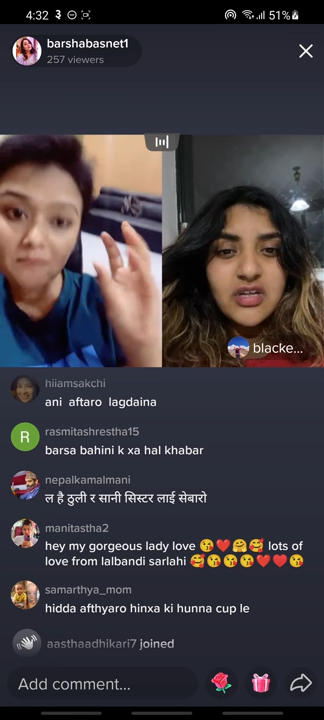 4:32
51%
barshabasnet1
257 viewers
blacke...
hiiamsakchi
ani aftaro lagdaina
R
rasmitashrestha15
barsa bahini k xa hal khabar
nepalkamalmani
ल है ठुली र सानी सिस्टर लाई सेबारो
manitastha2
hey my gorgeous lady love 😘❤️🤗🥰 lots of
love from lalbandi sarlahi 🥰😘😘😘❤️❤️😘
samarthya_mom
hidda afthyaro hinxa ki hunna cup le
aasthaadhikari7 joined
Add comment...